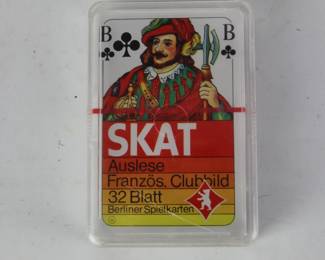 B B
SKAT
Auslese
Französ. Clubbild
32 Blatt
Berliner Spielkarten